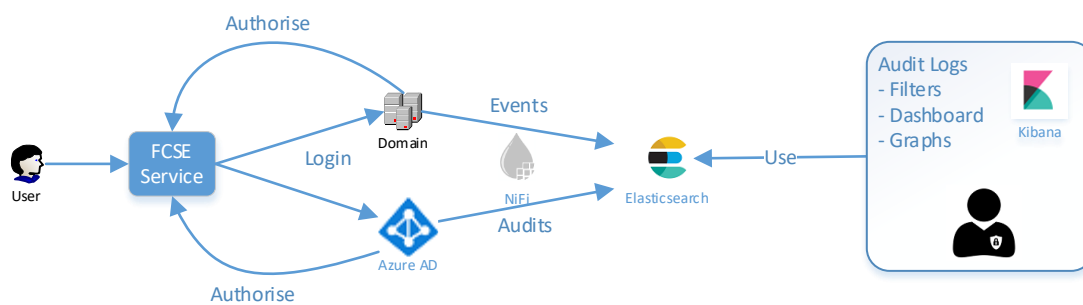 Authorise
Audit Logs
- Filters
- Dashboard
- Graphs
Kibana
Events
Domain
FCSE
Service
Login
Use
User
NiFi
Elasticsearch
Audits
Azure AD
Authorise